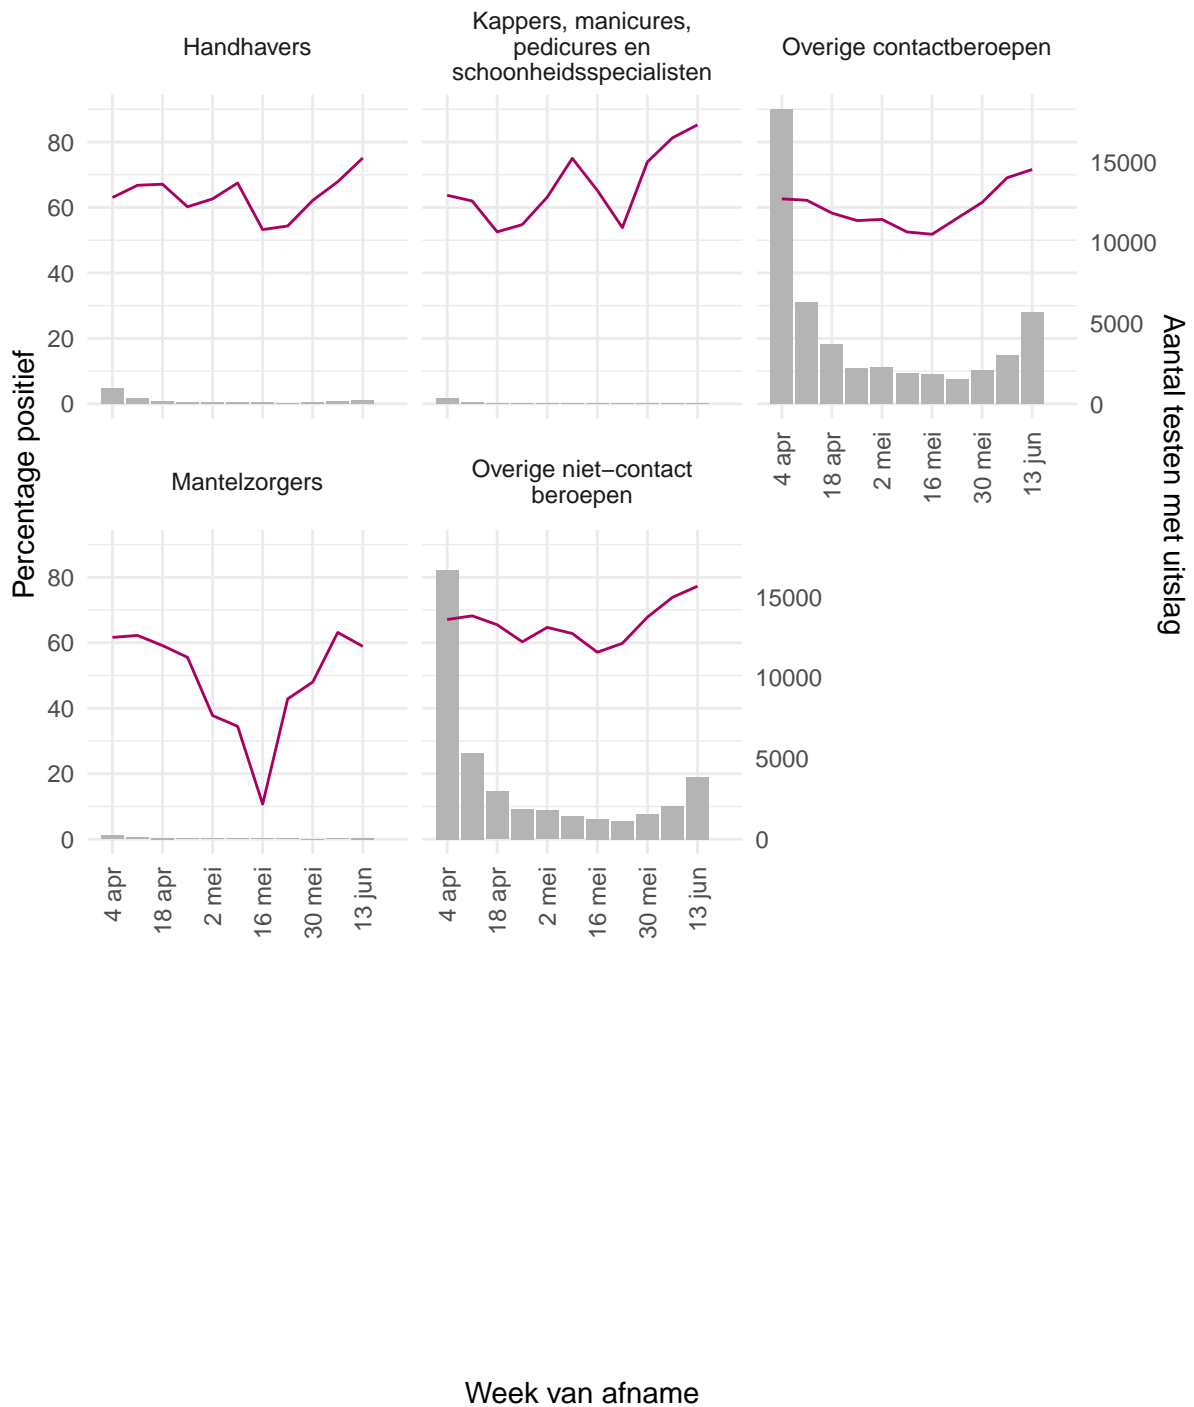 Handhavers
Kappers, manicures,
pedicures en
schoonheidsspecialisten
Overige contactberoepen
80
60
40
20
0
15000
10000
5000
0
4 apr
18 apr
2 mei
16 mei
30 mei
13 jun
Mantelzorgers
Overige niet−contact
beroepen
80
60
40
20
0
15000
10000
5000
0
4 apr
18 apr
2 mei
16 mei
30 mei
13 jun
4 apr
18 apr
2 mei
16 mei
30 mei
13 jun
Percentage positief
Aantal testen met uitslag
Week van afname